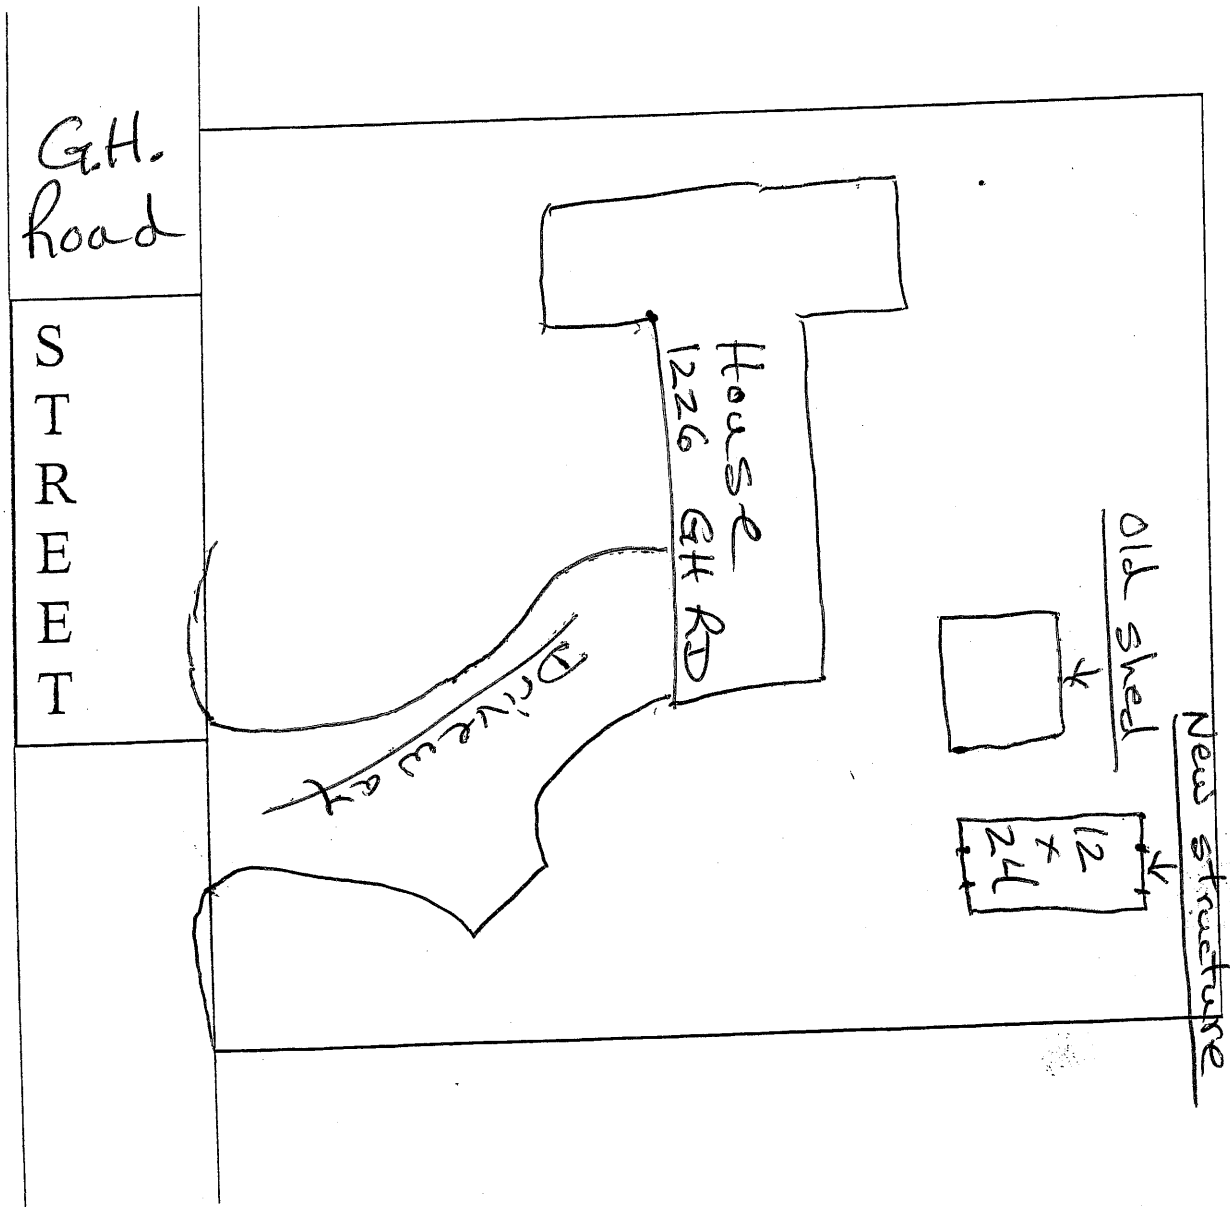 G.H.
Road
STREET
House
1226 GH RD
Driveway
Old shed
New structure
12
x
24